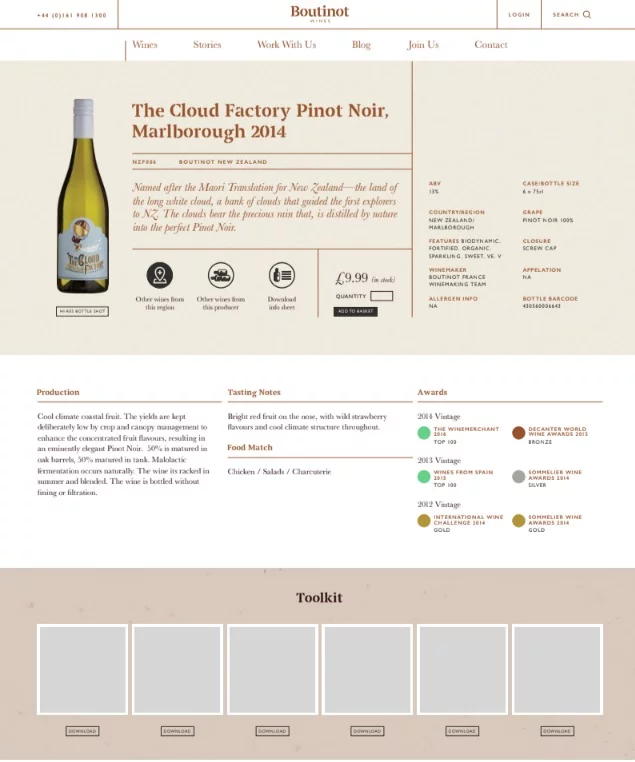 +44 (0)161 908 1300
Boutinot
WINES
LOGIN
SEARCH
Wines
Stories
Work With Us
Blog
Join Us
Contact
The Cloud Factory Pinot Noir,
Marlborough 2014
NZF006
BOUTINOT NEW ZEALAND
Named after the Maori Translation for New Zealand—the land of
the long white cloud, a bank of clouds that guided the first explorers
to NZ. The clouds bear the precious rain that, is distilled by nature
into the perfect Pinot Noir.
THE CLOUD
FACTORY
HI-RES BOTTLE SHOT
Other wines from
this region
Other wines from
this producer
Download
info sheet
£9.99 (in stock)
QUANTITY
ADD TO BASKET
ABV
13%
CASE/BOTTLE SIZE
6 x 75cl
COUNTRY/REGION
NEW ZEALAND/
MARLBOROUGH
GRAPE
PINOT NOIR 100%
FEATURES BIODYNAMIC,
FORTIFIED, ORGANIC,
SPARKLING, SWEET, VE, V
CLOSURE
SCREW CAP
WINEMAKER
BOUTINOT FRANCE
WINEMAKING TEAM
APPELATION
NA
ALLERGEN INFO
NA
BOTTLE BARCODE
430560006643
Production
Cool climate coastal fruit. The yields are kept
deliberately low by crop and canopy management to
enhance the concentrated fruit flavours, resulting in
an eminently elegant Pinot Noir. 50% is matured in
oak barrels, 50% matured in tank. Malolactic
fermentation occurs naturally. The wine its racked in
summer and blended. The wine is bottled without
fining or filtration.
Tasting Notes
Bright red fruit on the nose, with wild strawberry
flavours and cool climate structure throughout.
Food Match
Chicken / Salads / Charcuterie
Awards
2014 Vintage
THE WINEMERCHANT
2016
TOP 100
DECANTER WORLD
WINE AWARDS 2015
BRONZE
2013 Vintage
WINES FROM SPAIN
2015
TOP 100
SOMMELIER WINE
AWARDS 2014
SILVER
2012 Vintage
INTERNATIONAL WINE
CHALLENGE 2014
GOLD
SOMMELIER WINE
AWARDS 2014
GOLD
Toolkit
DOWNLOAD
DOWNLOAD
DOWNLOAD
DOWNLOAD
DOWNLOAD
DOWNLOAD